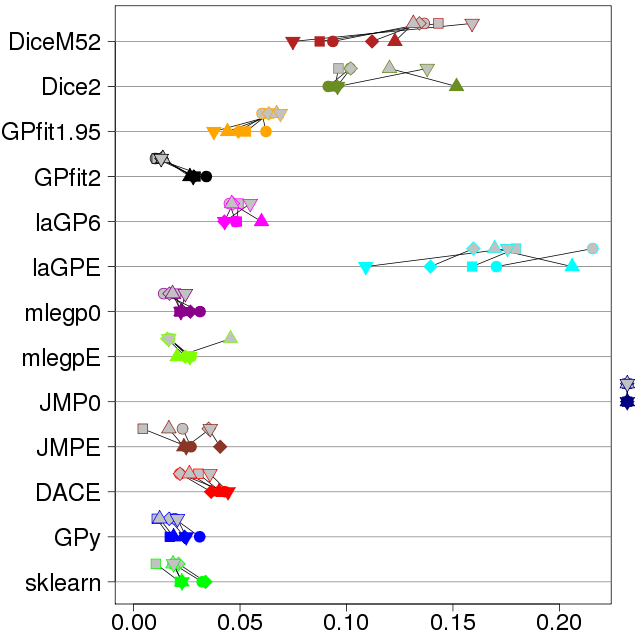 DiceM52
Dice2
GPfit1.95
GPfit2
laGP6
laGPE
mlegp0
mlegpE
JMP0
JMPE
DACE
GPy
sklearn
0.00 0.05 0.10 0.15 0.20